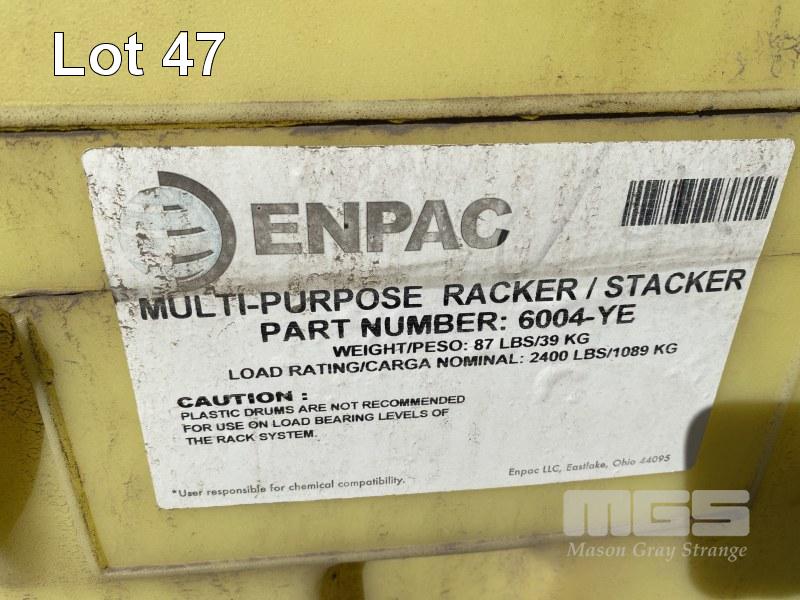 Lot 47
ENPAC
MULTI-PURPOSE RACKER / STACKER
PART NUMBER: 6004-YE
WEIGHT/PESO: 87 LBS/39 KG
LOAD RATING/CARGA NOMINAL: 2400 LBS/1089 KG
CAUTION :
PLASTIC DRUMS ARE NOT RECOMMENDED
FOR USE ON LOAD BEARING LEVELS OF
THE RACK SYSTEM.
*User responsible for chemical compatibility.
Enpac LLC, Eastlake, Ohio 44095
MGS
Mason Gray Strange